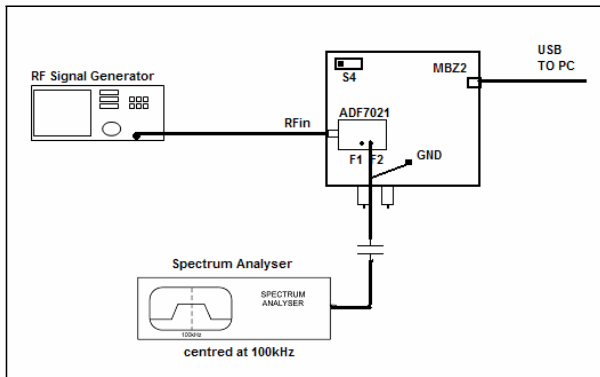 USB
TO PC
RF Signal Generator
S4
MBZ2
ADF7021
RFin
F1 F2
GND
Spectrum Analyser
SPECTRUM
ANALYSER
100kHz
centred at 100kHz